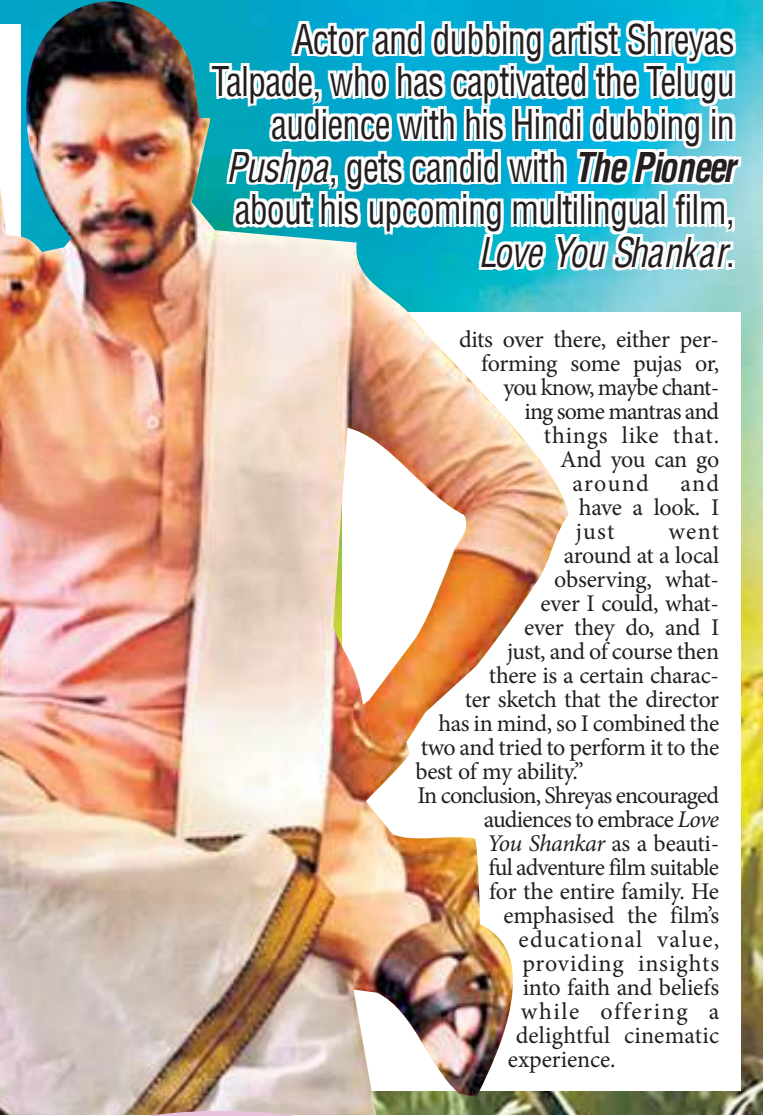 Actor and dubbing artist Shreyas
Talpade, who has captivated the Telugu
audience with his Hindi dubbing in
Pushpa, gets candid with The Pioneer
about his upcoming multilingual film,
Love You Shankar.
dits over there, either per-
forming some pujas or,
you know, maybe chant-
ing some mantras and
things like that.
And you can go
around and
have a look. I
just went
around at a local
observing, what-
ever I could, what-
ever they do, and I
just, and of course then
there is a certain charac-
ter sketch that the director
has in mind, so I combined the
two and tried to perform it to the
best of my ability."
In conclusion, Shreyas encouraged
audiences to embrace Love
You Shankar as a beauti-
ful adventure film suitable
for the entire family. He
emphasised the film's
educational value,
providing insights
into faith and beliefs
while offering a
delightful cinematic
experience.